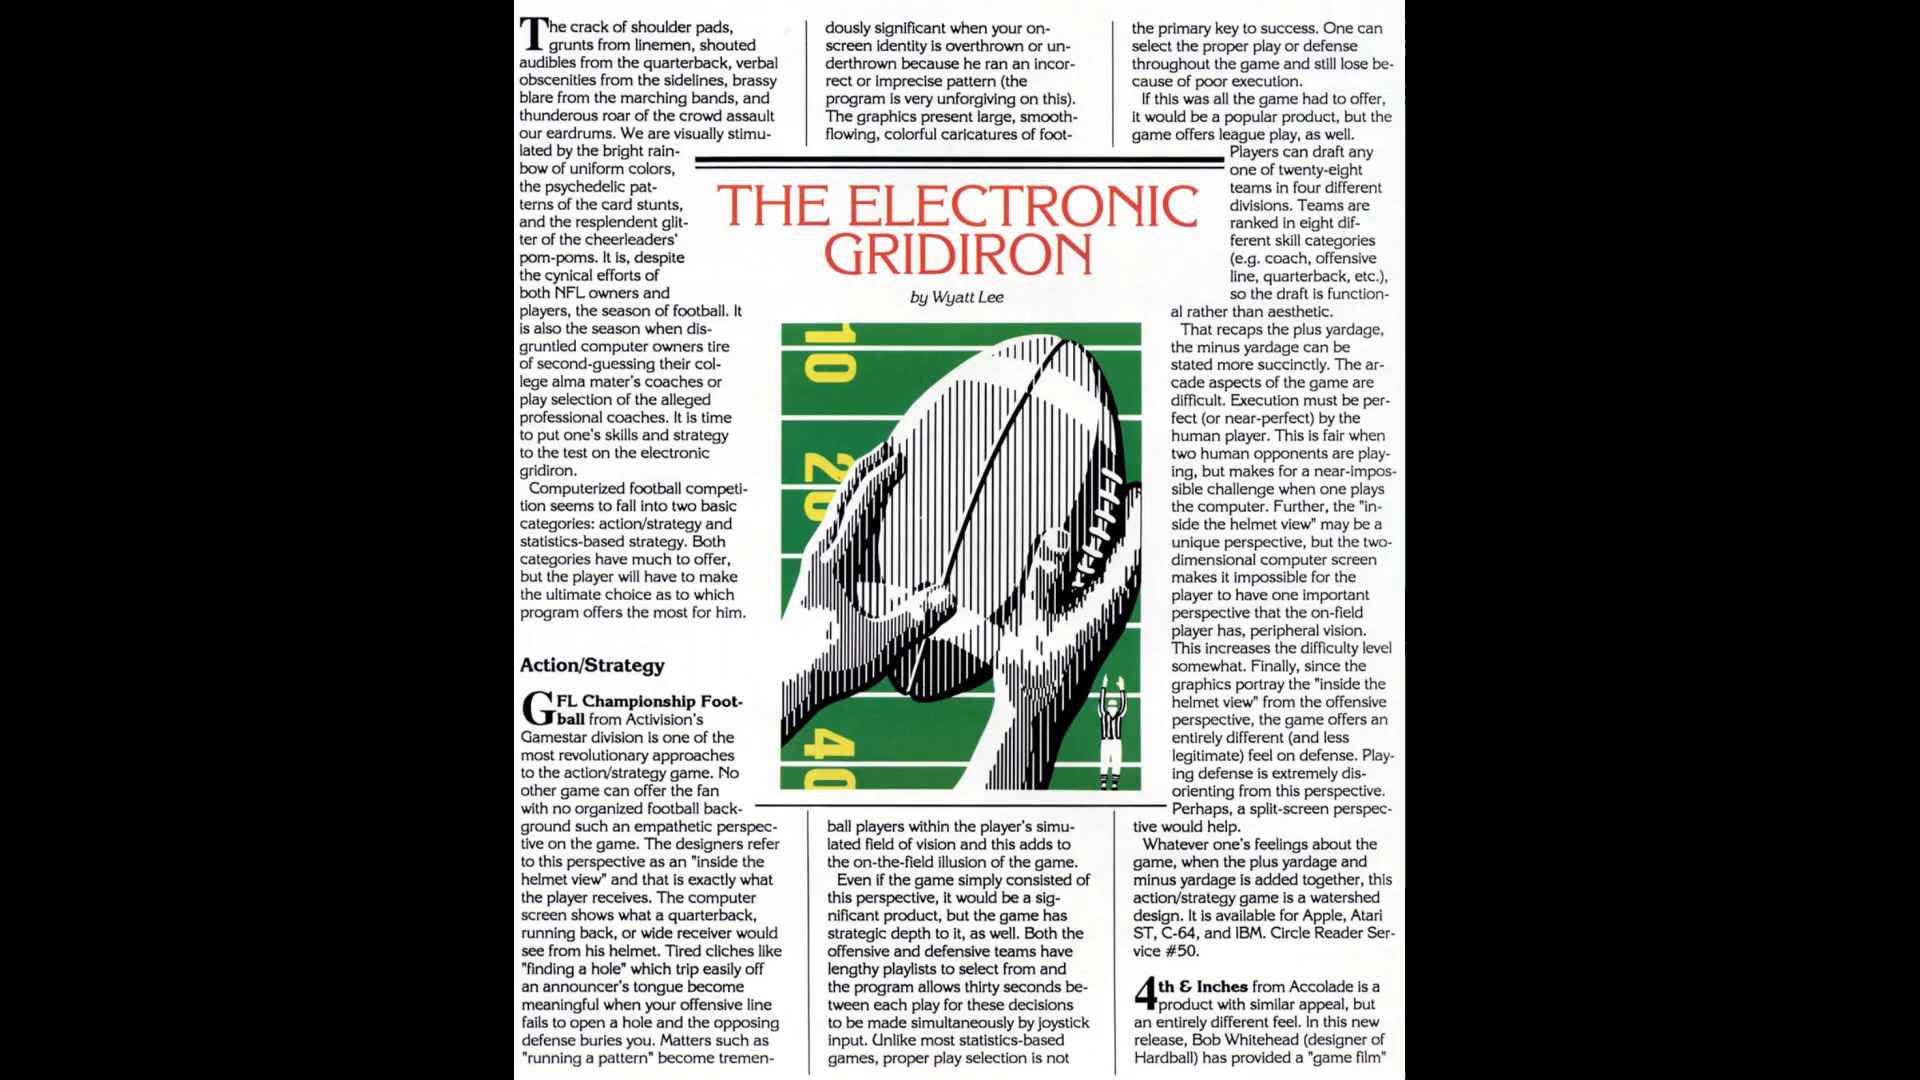 THE ELECTRONIC
GRIDIRON
by Wyatt Lee
The crack of shoulder pads,
grunts from linemen, shouted
audibles from the quarterback, verbal
obscenities from the sidelines, brassy
blare from the marching bands, and
thunderous roar of the crowd assault
our eardrums. We are visually stimu-
lated by the bright rain-
bow of uniform colors,
the psychedelic pat-
terns of the card stunts,
and the resplendent glit-
ter of the cheerleaders'
pom-poms. It is, despite
the cynical efforts of
both NFL owners and
players, the season of football. It
is also the season when dis-
gruntled computer owners tire
of second-guessing their col-
lege alma mater's coaches or
play selection of the alleged
professional coaches. It is time
to put one's skills and strategy
to the test on the electronic
gridiron.
Computerized football competi-
tion seems to fall into two basic
categories: action/strategy and
statistics-based strategy. Both
categories have much to offer,
but the player will have to make
the ultimate choice as to which
program offers the most for him.
Action/Strategy
GFL Championship Foot-
ball from Activision's
Gamestar division is one of the
most revolutionary approaches
to the action/strategy game. No
other game can offer the fan
with no organized football back-
ground such an empathetic perspec-
tive on the game. The designers refer
to this perspective as an "inside the
helmet view" and that is exactly what
the player receives. The computer
screen shows what a quarterback,
running back, or wide receiver would
see from his helmet. Tired cliches like
"finding a hole" which trip easily off
an announcer's tongue become
meaningful when your offensive line
fails to open a hole and the opposing
defense buries you. Matters such as
"running a pattern" become tremen-
dously significant when your on-
screen identity is overthrown or un-
derthrown because he ran an incor-
rect or imprecise pattern (the
program is very unforgiving on this).
The graphics present large, smooth-
flowing, colorful caricatures of foot-
10
20
40
ball players within the player's simu-
lated field of vision and this adds to
the on-the-field illusion of the game.
Even if the game simply consisted of
this perspective, it would be a sig-
nificant product, but the game has
strategic depth to it, as well. Both the
offensive and defensive teams have
lengthy playlists to select from and
the program allows thirty seconds be-
tween each play for these decisions
to be made simultaneously by joystick
input. Unlike most statistics-based
games, proper play selection is not
the primary key to success. One can
select the proper play or defense
throughout the game and still lose be-
cause of poor execution.
If this was all the game had to offer,
it would be a popular product, but the
game offers league play, as well.
Players can draft any
one of twenty-eight
teams in four different
divisions. Teams are
ranked in eight dif-
ferent skill categories
(e.g. coach, offensive
line, quarterback, etc.),
so the draft is function-
al rather than aesthetic.
That recaps the plus yardage,
the minus yardage can be
stated more succinctly. The ar-
cade aspects of the game are
difficult. Execution must be per-
fect (or near-perfect) by the
human player. This is fair when
two human opponents are play-
ing, but makes for a near-impos-
sible challenge when one plays
the computer. Further, the "in-
side the helmet view" may be a
unique perspective, but the two-
dimensional computer screen
makes it impossible for the
player to have one important
perspective that the on-field
player has, peripheral vision.
This increases the difficulty level
somewhat. Finally, since the
graphics portray the "inside the
helmet view" from the offensive
perspective, the game offers an
entirely different (and less
legitimate) feel on defense. Play-
ing defense is extremely dis-
orienting from this perspective.
Perhaps, a split-screen perspec-
tive would help.
Whatever one's feelings about the
game, when the plus yardage and
minus yardage is added together, this
action/strategy game is a watershed
design. It is available for Apple, Atari
ST, C-64, and IBM. Circle Reader Ser-
vice #50.
4th & Inches from Accolade is a
product with similar appeal, but
an entirely different feel. In this new
release, Bob Whitehead (designer of
Hardball) has provided a "game film"